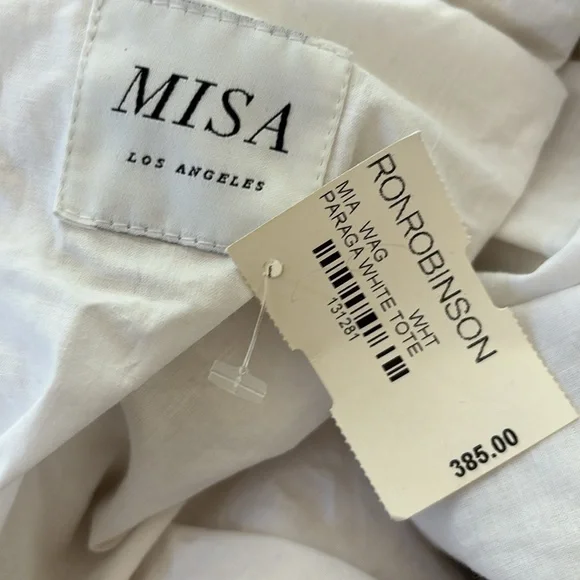 MISA
LOS ANGELES
RONROBINSON
MIA WAG WHT
PARAGA WHITE TOTE
131281
385.00